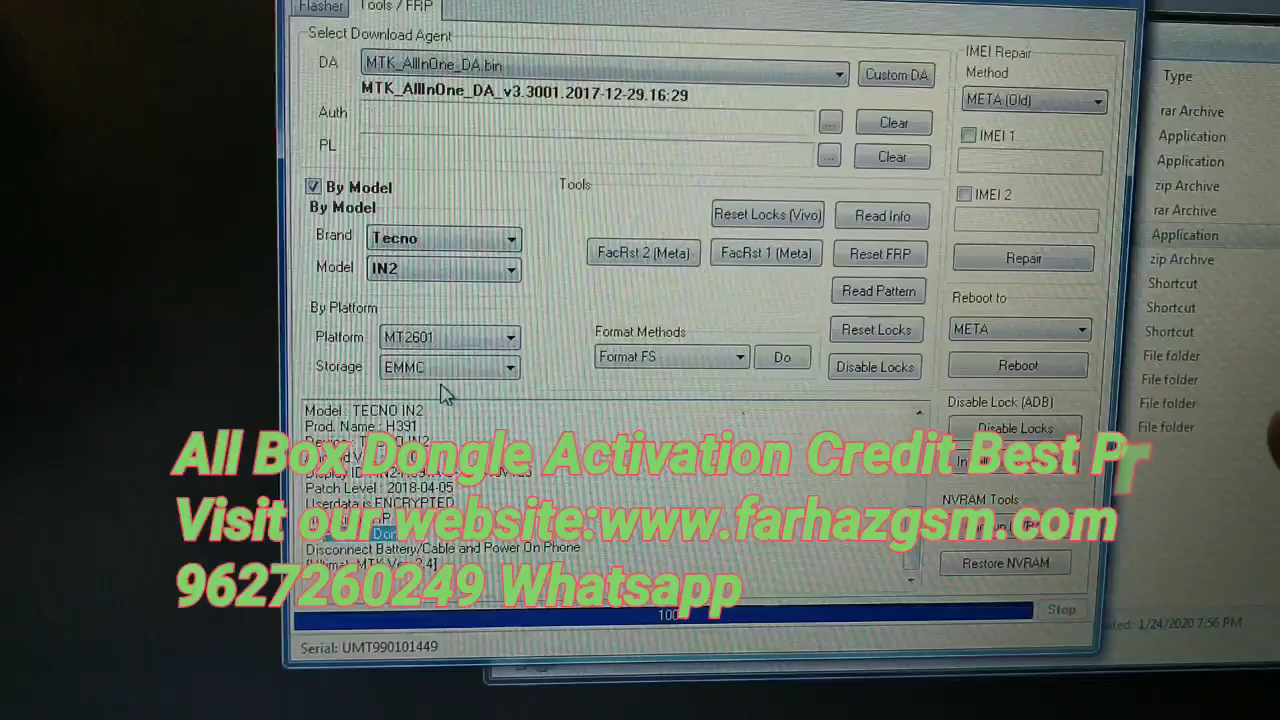 Flasher Tools / FRP
Select Download Agent
DA MTK_AllInOne_DA.bin Custom DA
MTK_AllInOne_DA_v3.3001.2017-12-29.16:29
Auth ... Clear
PL ... Clear
By Model
By Model
Brand Tecno
Model IN2
By Platform
Platform MT2601
Storage EMMC
Tools
Reset Locks (Vivo) Read Info
FacRst 2 (Meta) FacRst 1 (Meta) Reset FRP
Read Pattern
Format Methods Reset Locks
Format FS Do Disable Locks
IMEI Repair
Method
META (Old)
IMEI 1
IMEI 2
Repair
Reboot to
META
Reboot
Disable Lock (ADB)
Disable Locks
NVRAM Tools
Restore NVRAM
Type
rar Archive
Application
Application
zip Archive
rar Archive
Application
zip Archive
Shortcut
Shortcut
Shortcut
File folder
File folder
File folder
File folder
Model : TECNO IN2
Prod. Name : H391
Patch Level : 2018-04-05
Userdata is ENCRYPTED
Disconnect Battery/Cable and Power On Phone
All Box Dongle Activation Credit Best Pr
Visit our website:www.farhazgsm.com
9627260249 Whatsapp
100% Stop
Serial: UMT990101449
1/24/2020 7:56 PM